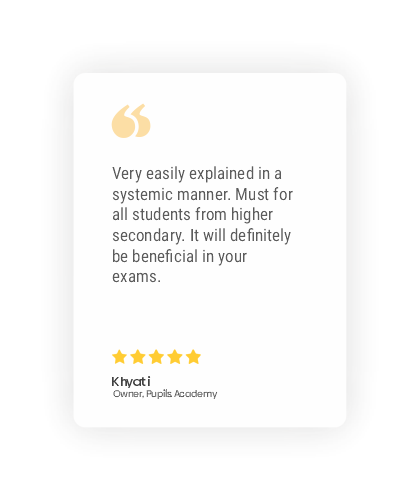 Very easily explained in a
systemic manner. Must for
all students from higher
secondary. It will definitely
be beneficial in your
exams.
Khyati
Owner, Pupils Academy